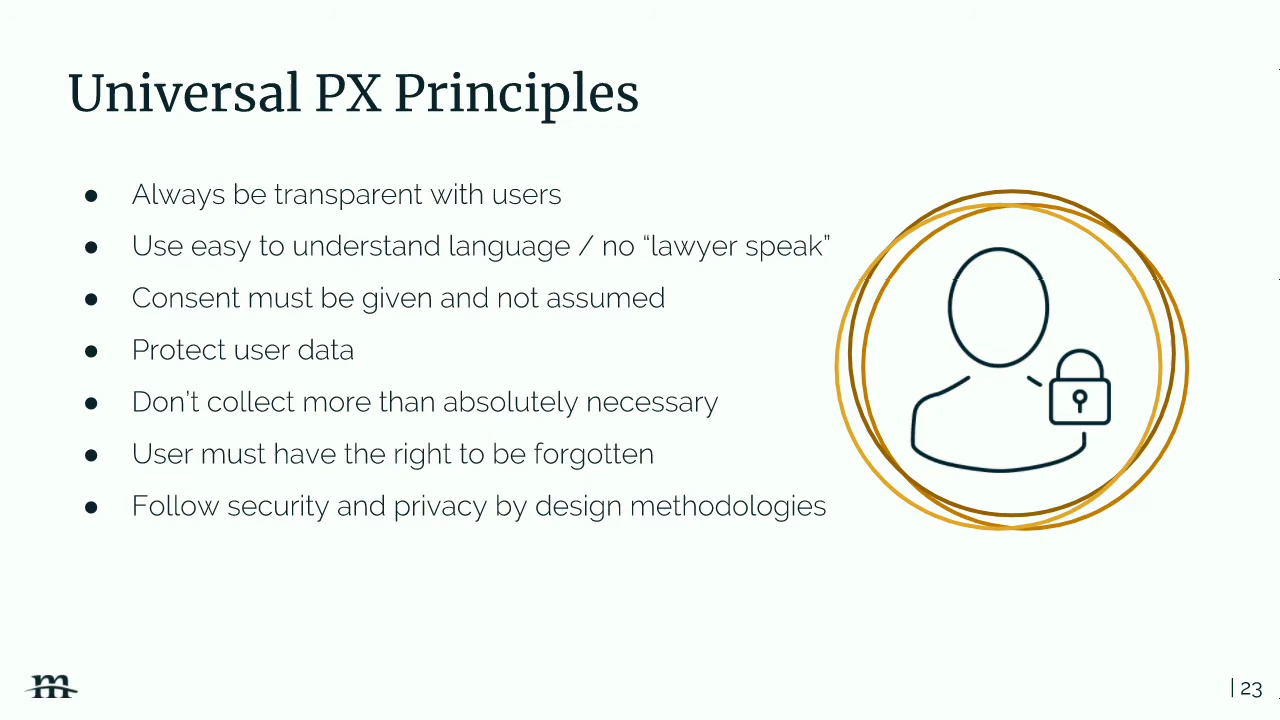 Universal PX Principles
● Always be transparent with users
● Use easy to understand language / no “lawyer speak”
● Consent must be given and not assumed
● Protect user data
● Don’t collect more than absolutely necessary
● User must have the right to be forgotten
● Follow security and privacy by design methodologies
m
| 23